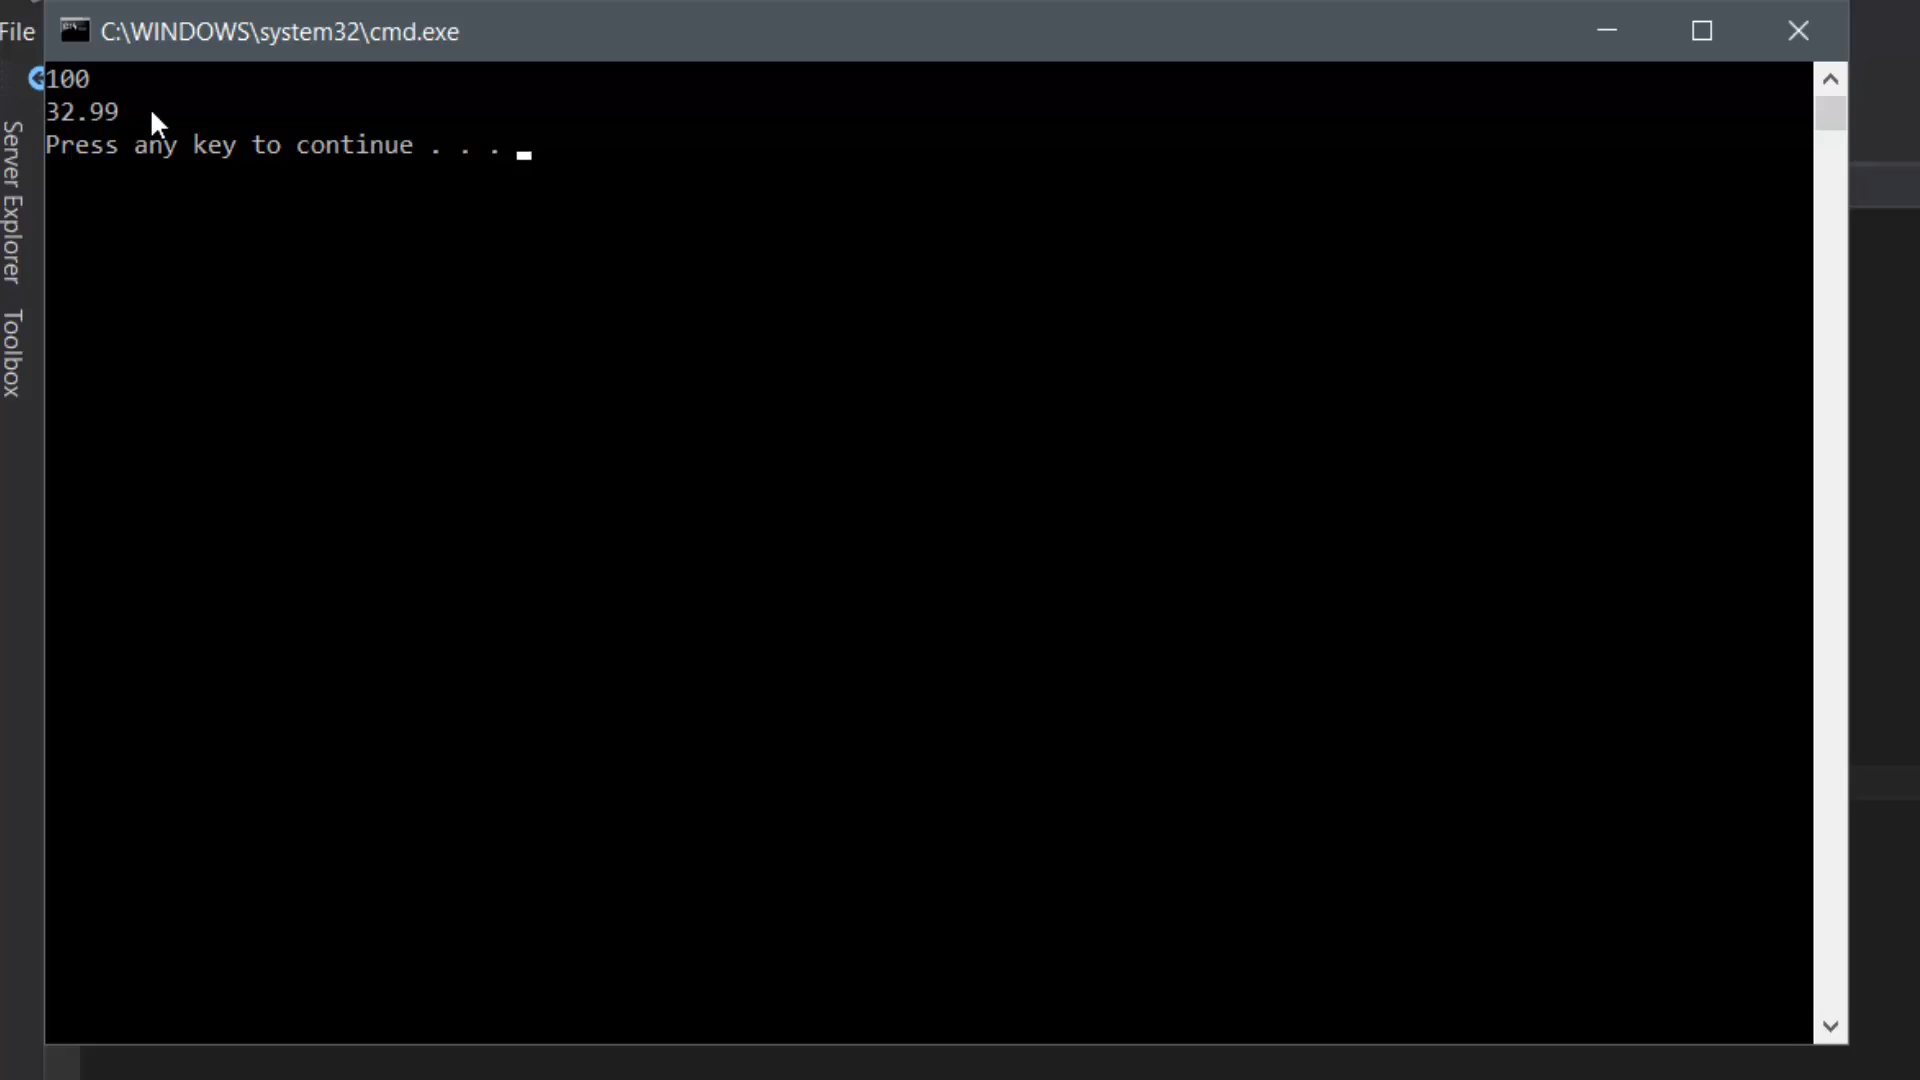 File
C:\WINDOWS\system32\cmd.exe
100
32.99
Press any key to continue . . .
Server Explorer
Toolbox